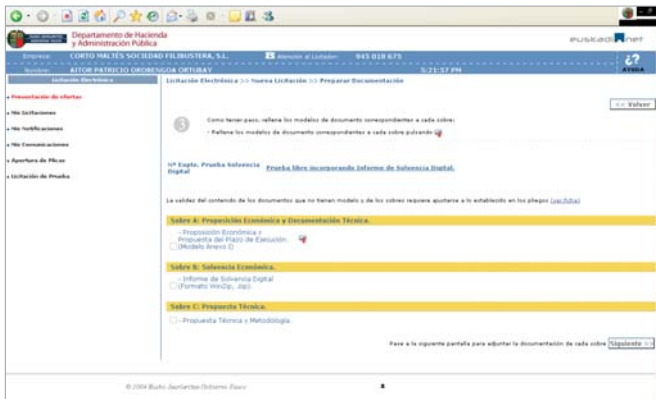 Departamento de Hacienda
y Administración Pública
euskadi.net
Empresa: CORTO MALTÉS SOCIEDAD FILIBUSTERA, S.L. Atención al Licitador: 945 018 675
Nombre: AITOR PATRICIO OROBENGOA ORTUBAY 5:21:57 PM
AYUDA
Licitación Electrónica
Licitación Electrónica >> Nueva Licitación >> Preparar Documentación
Presentación de ofertas
Mis licitaciones
Mis Notificaciones
Mis Comunicaciones
Apertura de Plicas
Licitación de Prueba
<< Volver
3
Como tercer paso, rellene los modelos de documento correspondientes a cada sobre:
- Rellene los modelos de documento correspondientes a cada sobre pulsando
Nº Expte. Prueba Solvencia Digital
Prueba libre incorporando Informe de Solvencia Digital.
La validez del contenido de los documentos que no tienen modelo y de los sobres requiere ajustarse a lo establecido en los pliegos (ver ficha)
Sobre A: Proposición Económica y Documentación Técnica.
- Proposición Económica y
Propuesta del Plazo de Ejecución.
(Modelo Anexo I)
Sobre B: Solvencia Económica.
- Informe de Solvencia Digital
(Formato WinZip, .zip).
Sobre C: Propuesta Técnica.
- Propuesta Técnica y Metodología.
Pase a la siguiente pantalla para adjuntar la documentación de cada sobre Siguiente >>
© 2004 Eusko Jaurlaritza-Gobierno Vasco